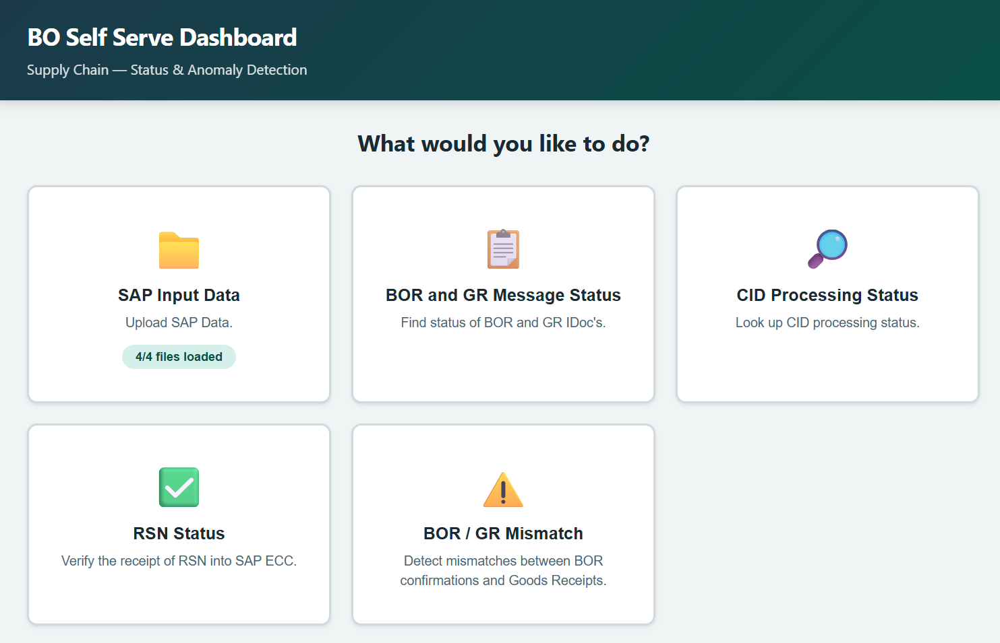 BO Self Serve Dashboard
Supply Chain — Status & Anomaly Detection
What would you like to do?
SAP Input Data
Upload SAP Data.
4/4 files loaded
BOR and GR Message Status
Find status of BOR and GR IDoc's.
CID Processing Status
Look up CID processing status.
RSN Status
Verify the receipt of RSN into SAP ECC.
BOR / GR Mismatch
Detect mismatches between BOR
confirmations and Goods Receipts.